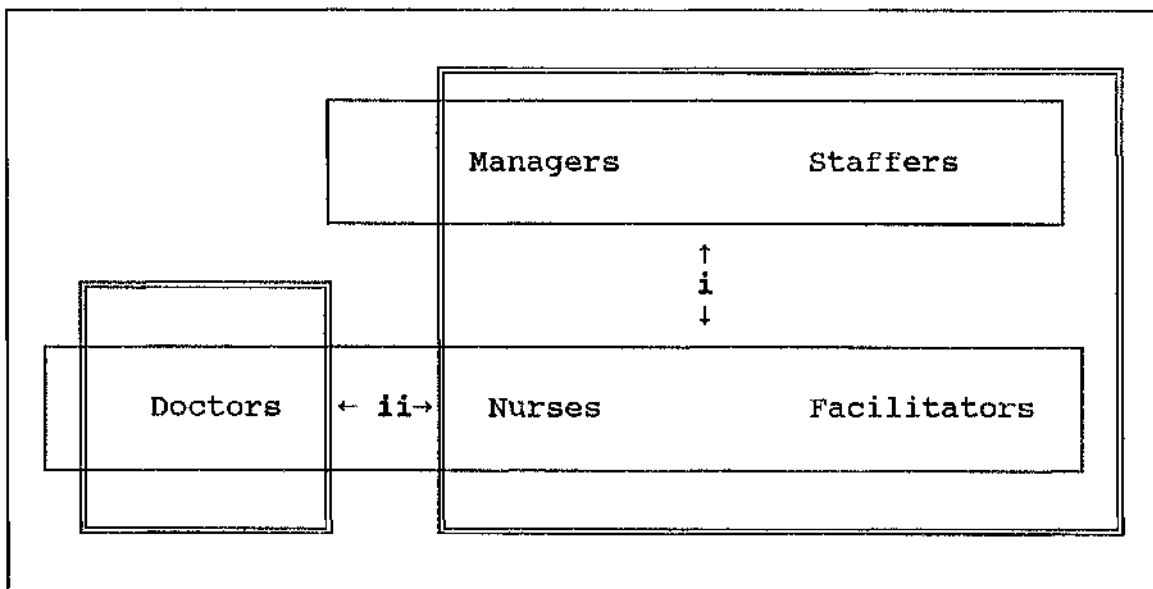 Managers Staffers
↑
i
↓
Doctors ← ii→ Nurses Facilitators